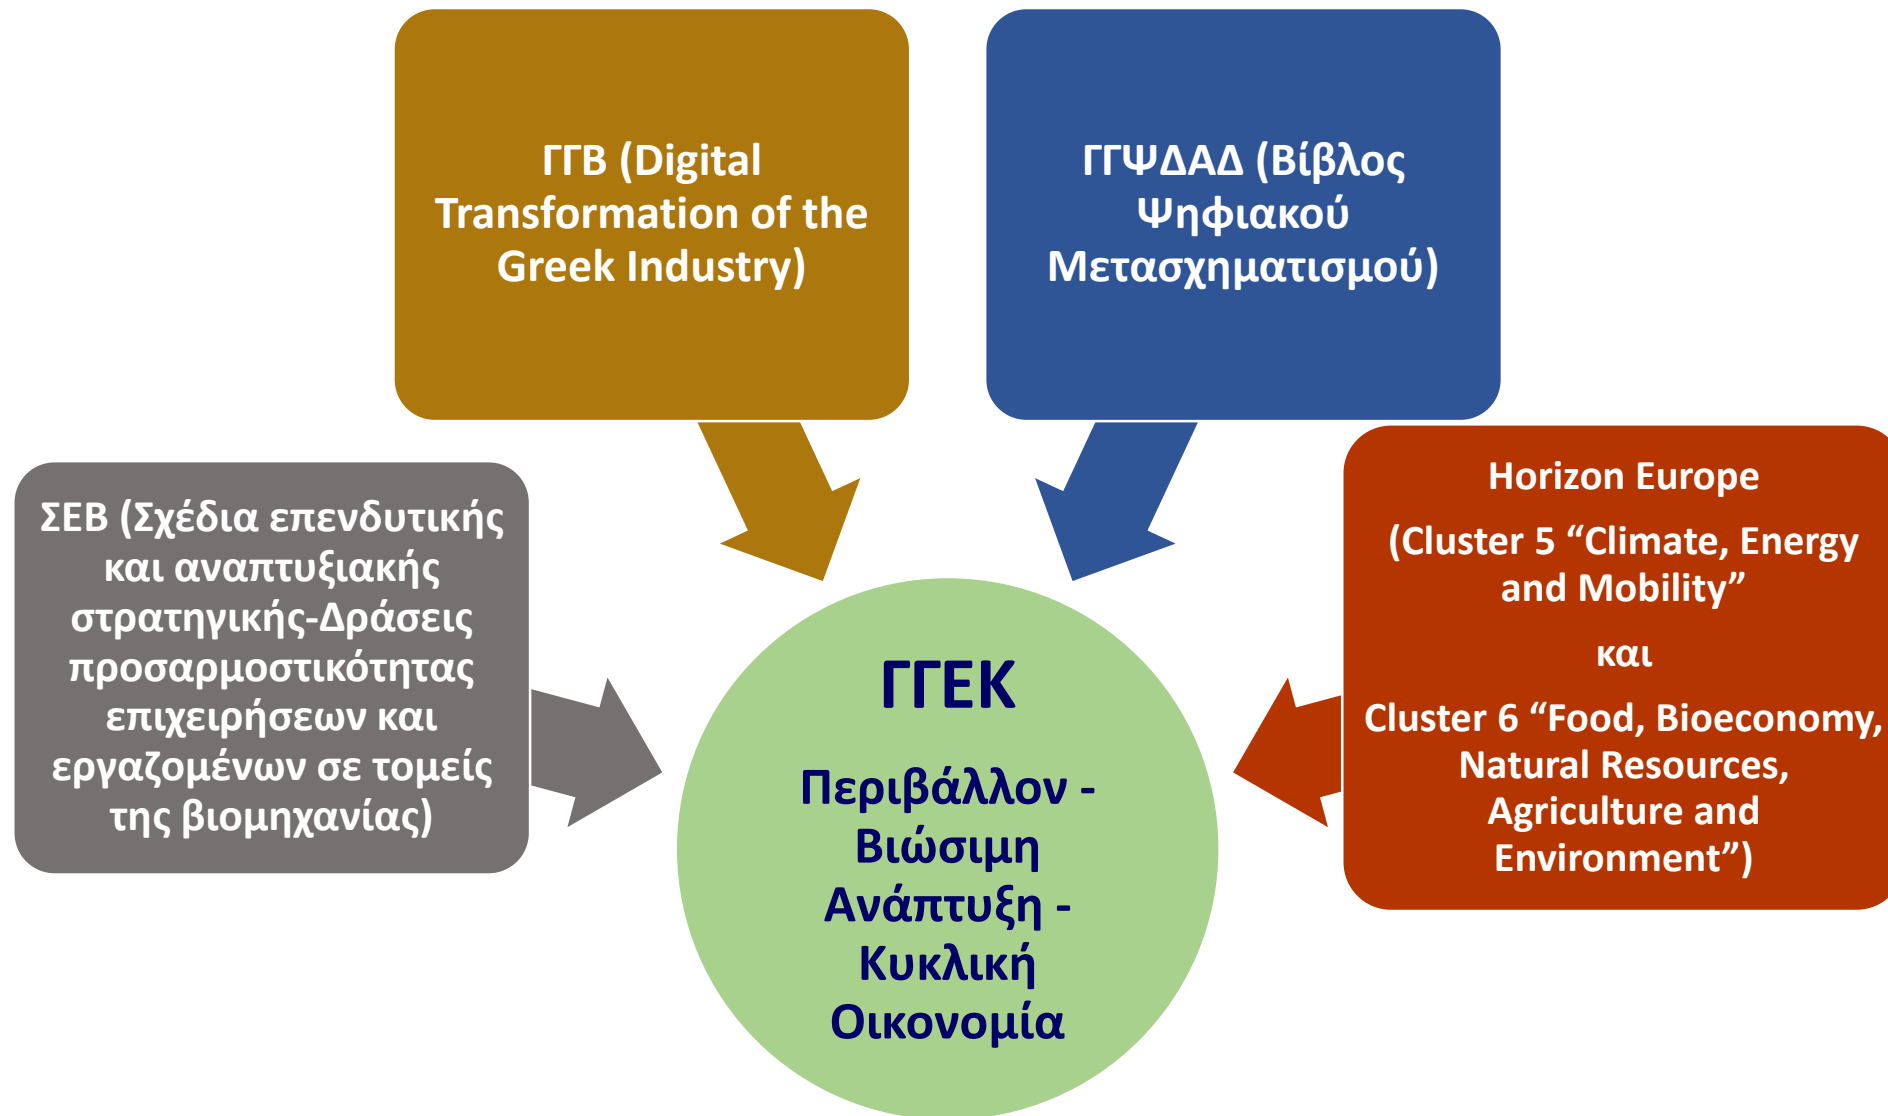 ΓΓΒ (Digital
Transformation of the
Greek Industry)
ΓΓΨΔΑΔ (Βίβλος
Ψηφιακού
Μετασχηματισμού)
ΣΕΒ (Σχέδια επενδυτικής
και αναπτυξιακής
στρατηγικής-Δράσεις
προσαρμοστικότητας
επιχειρήσεων και
εργαζομένων σε τομείς
της βιομηχανίας)
Horizon Europe
(Cluster 5 “Climate, Energy
and Mobility”
και
Cluster 6 “Food, Bioeconomy,
Natural Resources,
Agriculture and
Environment”)
ΓΓΕΚ
Περιβάλλον -
Βιώσιμη
Ανάπτυξη -
Κυκλική
Οικονομία